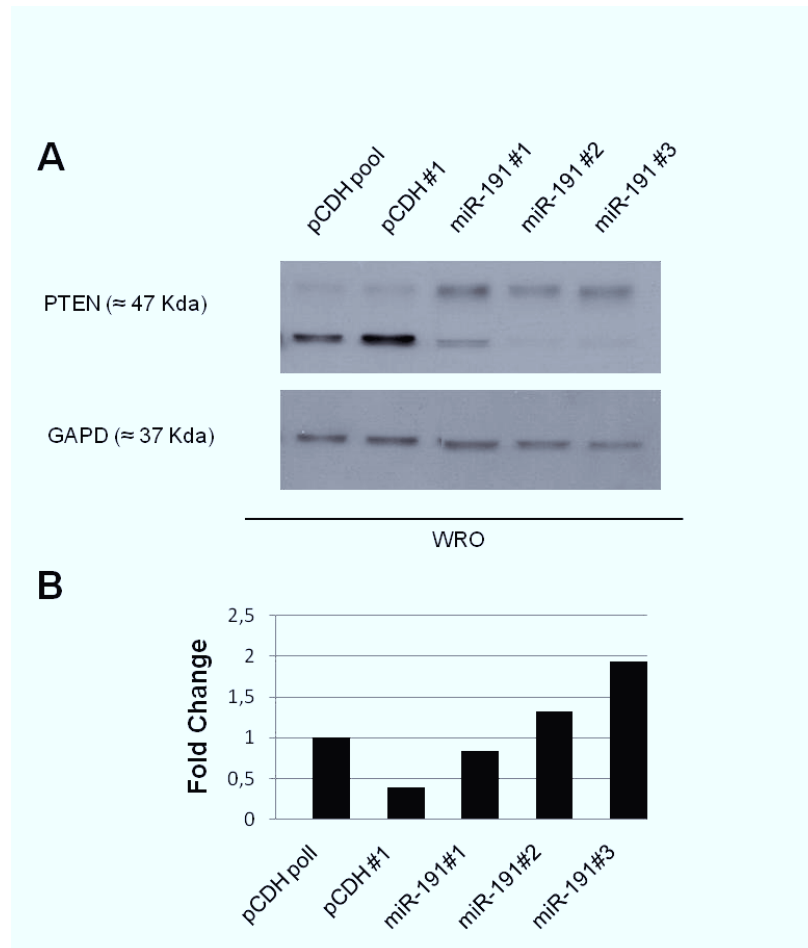 A
pCDH pool
pCDH #1
miR-191 #1
miR-191 #2
miR-191 #3
PTEN (≈ 47 Kda)
GAPD (≈ 37 Kda)
WRO
B
Fold Change
2,5
2
1,5
1
0,5
0
pCDH poll
pCDH #1
miR-191#1
miR-191#2
miR-191#3